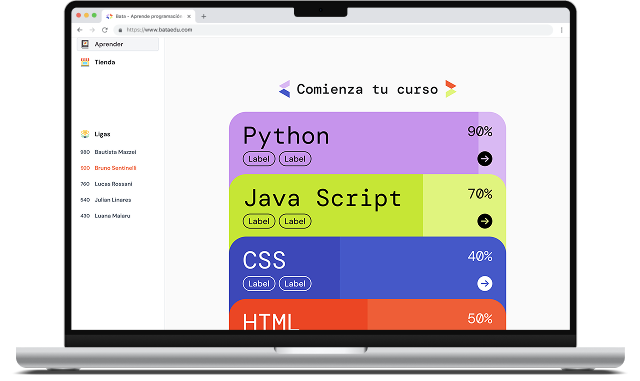 Bata - Aprende programación
https://www.bataedu.com
Aprender
Tienda
Ligas
980 Bautista Mazzei
920 Bruno Sentinelli
760 Lucas Rossani
540 Julian Linares
430 Luana Malaru
Comienza tu curso
Python
90%
Label Label
Java Script
70%
Label Label
CSS
40%
Label Label
HTML
50%